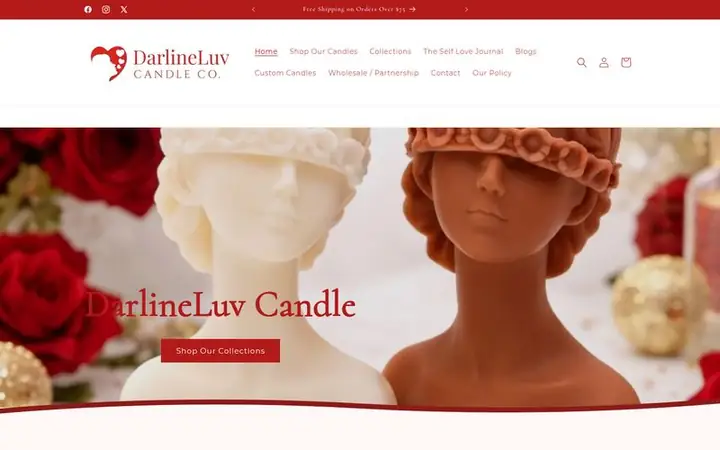 Free Shipping on Orders Over $75
DarlineLuv
CANDLE CO.
Home Shop Our Candles Collections The Self Love Journal Blogs
Custom Candles Wholesale / Partnership Contact Our Policy
DarlineLuv Candle
Shop Our Collections